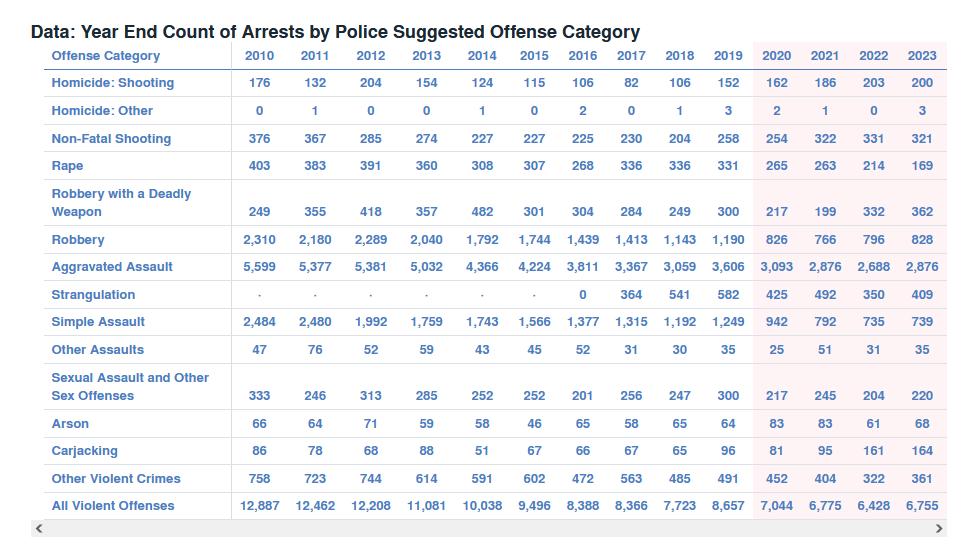 Data: Year End Count of Arrests by Police Suggested Offense Category
Offense Category 2010 2011 2012 2013 2014 2015 2016 2017 2018 2019 2020 2021 2022 2023
Homicide: Shooting 176 132 204 154 124 115 106 82 106 152 162 186 203 200
Homicide: Other 0 1 0 0 1 0 2 0 1 3 2 1 0 3
Non-Fatal Shooting 376 367 285 274 227 227 225 230 204 258 254 322 331 321
Rape 403 383 391 360 308 307 268 336 336 331 265 263 214 169
Robbery with a Deadly
Weapon 249 355 418 357 482 301 304 284 249 300 217 199 332 362
Robbery 2,310 2,180 2,289 2,040 1,792 1,744 1,439 1,413 1,143 1,190 826 766 796 828
Aggravated Assault 5,599 5,377 5,381 5,032 4,366 4,224 3,811 3,367 3,059 3,606 3,093 2,876 2,688 2,876
Strangulation · · · · · · 0 364 541 582 425 492 350 409
Simple Assault 2,484 2,480 1,992 1,759 1,743 1,566 1,377 1,315 1,192 1,249 942 792 735 739
Other Assaults 47 76 52 59 43 45 52 31 30 35 25 51 31 35
Sexual Assault and Other
Sex Offenses 333 246 313 285 252 252 201 256 247 300 217 245 204 220
Arson 66 64 71 59 58 46 65 58 65 64 83 83 61 68
Carjacking 86 78 68 88 51 67 66 67 65 96 81 95 161 164
Other Violent Crimes 758 723 744 614 591 602 472 563 485 491 452 404 322 361
All Violent Offenses 12,887 12,462 12,208 11,081 10,038 9,496 8,388 8,366 7,723 8,657 7,044 6,775 6,428 6,755